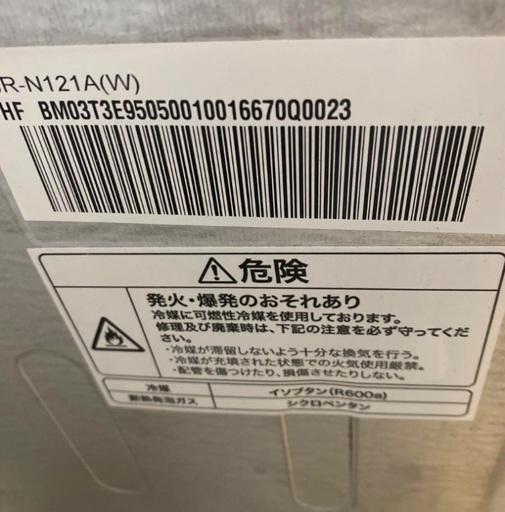 R-N121A(W)
HF BM03T3E95050010016670Q0023
危険
発火・爆発のおそれあり
冷媒に可燃性冷媒を使用しております。
修理及び廃棄時は、下記の注意を必ず守ってくだ
さい。
・冷媒が滞留しないよう十分な換気を行う。
・冷媒が充填された状態での火気使用厳禁。
・配管を傷つけたり、損傷させたりしない。
冷媒 イソブタン(R600a)
断熱発泡ガス シクロペンタン